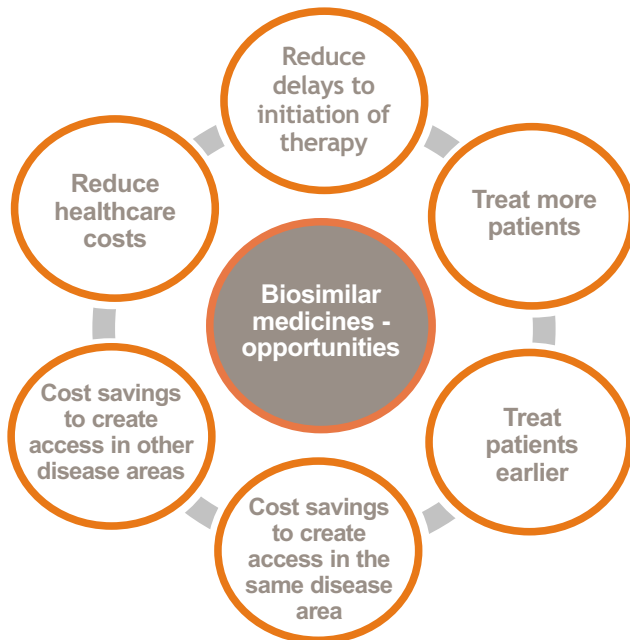 Reduce
delays to
initiation of
therapy
Treat more
patients
Treat
patients
earlier
Cost savings
to create
access in the
same disease
area
Cost savings
to create
access in other
disease areas
Reduce
healthcare
costs
Biosimilar
medicines -
opportunities